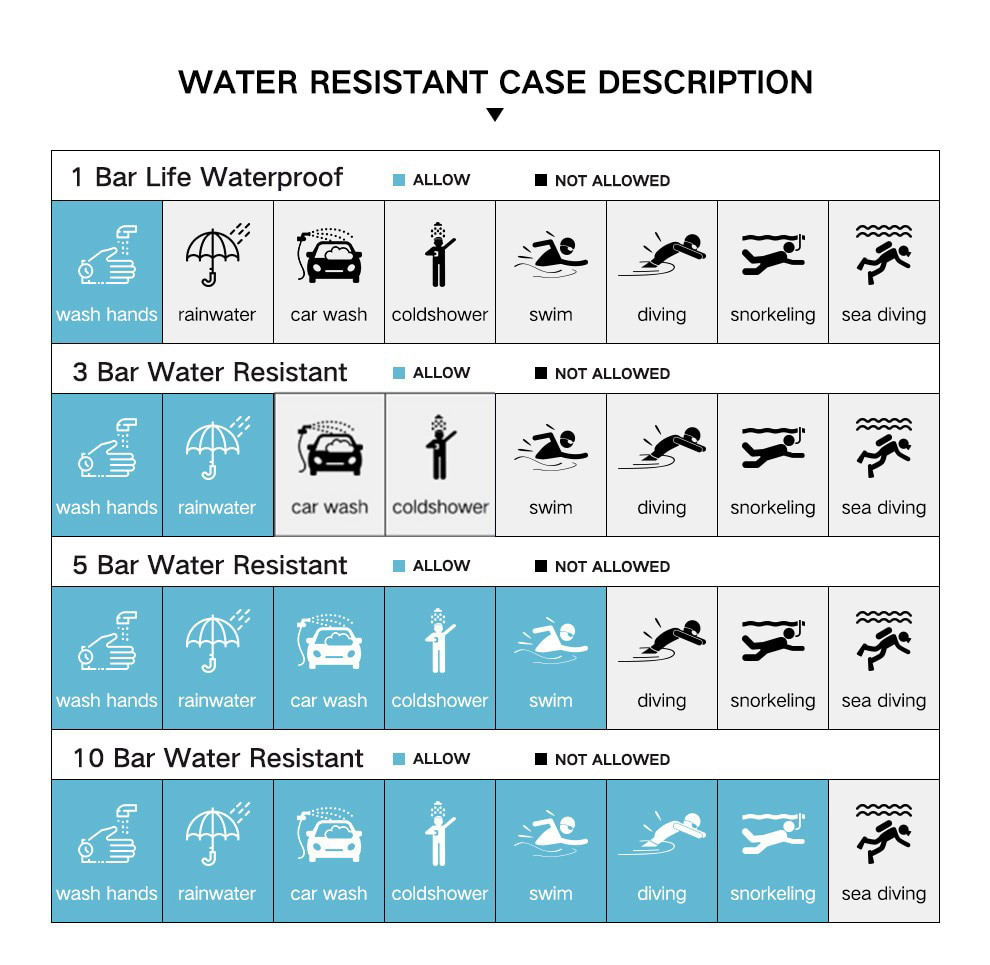 WATER RESISTANT CASE DESCRIPTION
1 Bar Life Waterproof ALLOW NOT ALLOWED
wash hands rainwater car wash coldshower swim diving snorkeling sea diving
3 Bar Water Resistant ALLOW NOT ALLOWED
wash hands rainwater car wash coldshower swim diving snorkeling sea diving
5 Bar Water Resistant ALLOW NOT ALLOWED
wash hands rainwater car wash coldshower swim diving snorkeling sea diving
10 Bar Water Resistant ALLOW NOT ALLOWED
wash hands rainwater car wash coldshower swim diving snorkeling sea diving